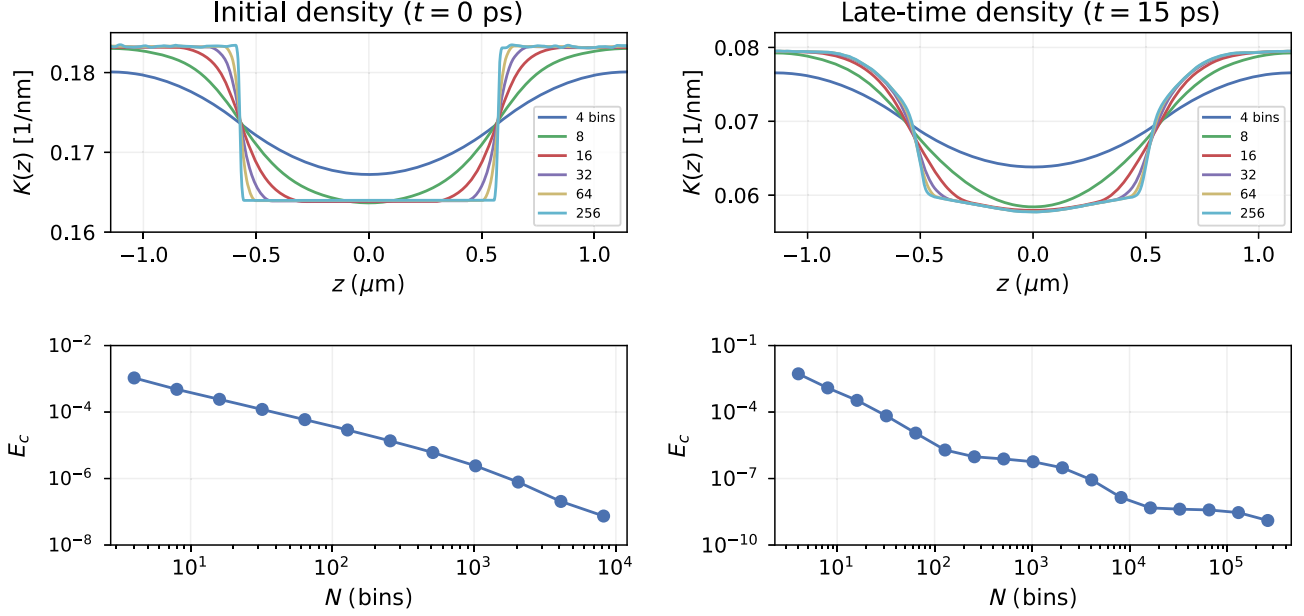 Initial density (t = 0 ps)
K(z) [1/nm]
0.18
0.17
0.16
4 bins
8
16
32
64
256
−1.0 −0.5 0.0 0.5 1.0
z (μm)
Late-time density (t = 15 ps)
K(z) [1/nm]
0.08
0.07
0.06
4 bins
8
16
32
64
256
−1.0 −0.5 0.0 0.5 1.0
z (μm)
E_c
10^−2
10^−4
10^−6
10^−8
10^1 10^2 10^3 10^4
N (bins)
E_c
10^−1
10^−4
10^−7
10^−10
10^1 10^2 10^3 10^4 10^5
N (bins)